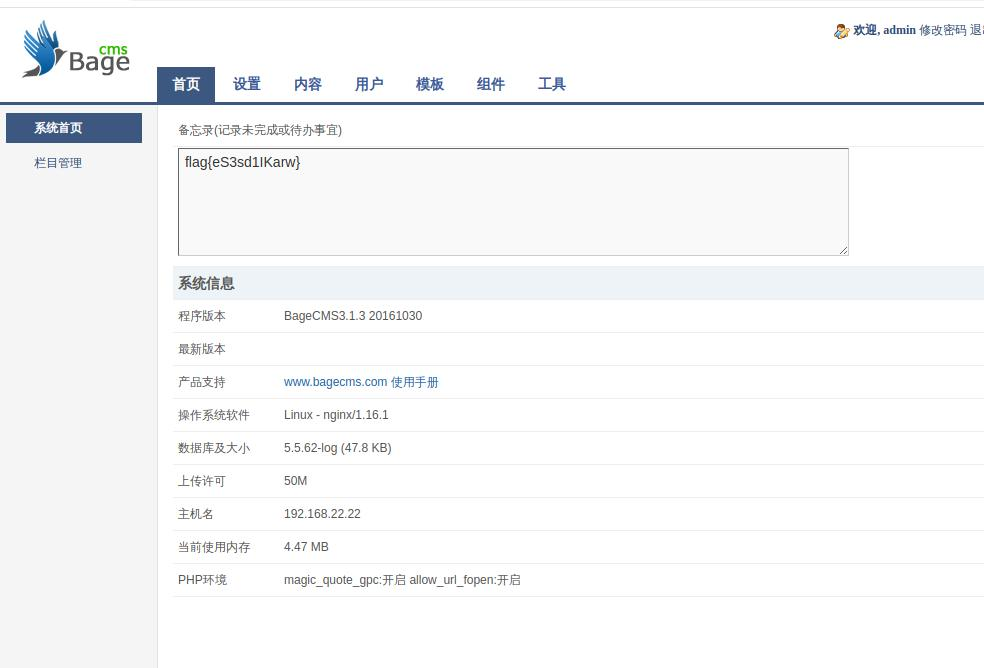 cms
Bage
欢迎, admin 修改密码
首页 设置 内容 用户 模板 组件 工具
系统首页
栏目管理
备忘录(记录未完成或待办事宜)
flag{eS3sd1IKarw}
系统信息
程序版本 BageCMS3.1.3 20161030
最新版本
产品支持 www.bagecms.com 使用手册
操作系统软件 Linux - nginx/1.16.1
数据库及大小 5.5.62-log (47.8 KB)
上传许可 50M
主机名 192.168.22.22
当前使用内存 4.47 MB
PHP环境 magic_quote_gpc:开启 allow_url_fopen:开启